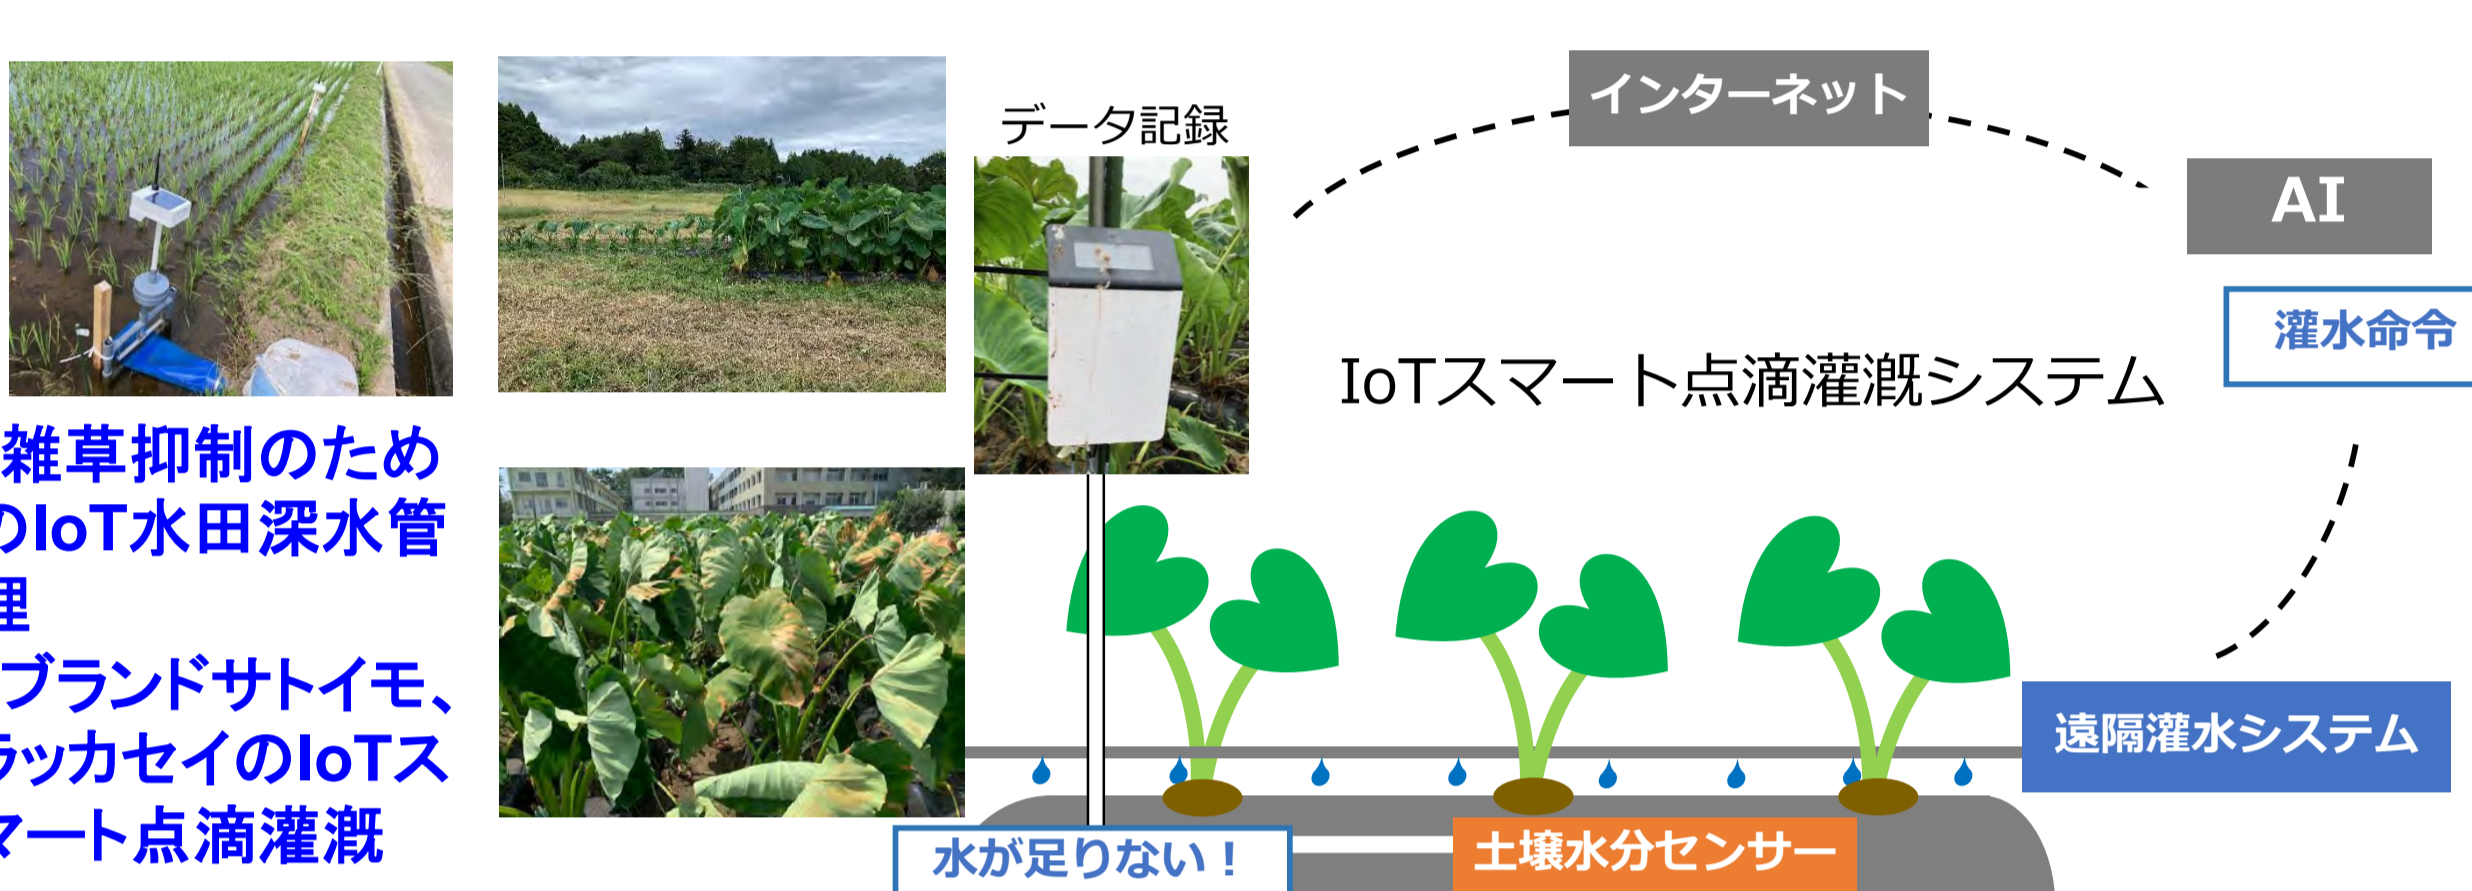 雑草抑制のため
のIoT水田深水管
理
ブランドサトイモ、
ラッカセイのIoTス
マート点滴灌漑
データ記録
インターネット
AI
灌水命令
IoTスマート点滴灌漑システム
遠隔灌水システム
水が足りない！
土壌水分センサー